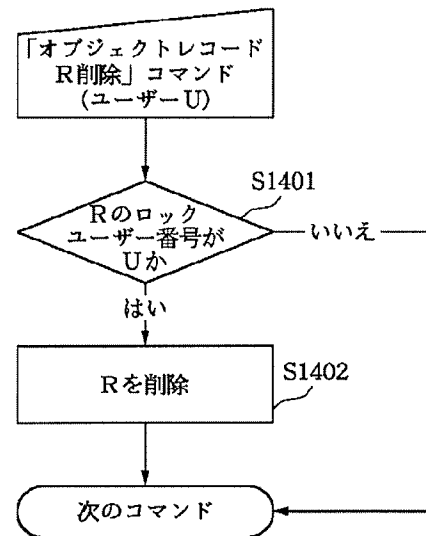 「オブジェクトレコード
R削除」コマンド
(ユーザーU)
S1401
Rのロック
ユーザー番号が
Uか
いいえ
はい
S1402
Rを削除
次のコマンド